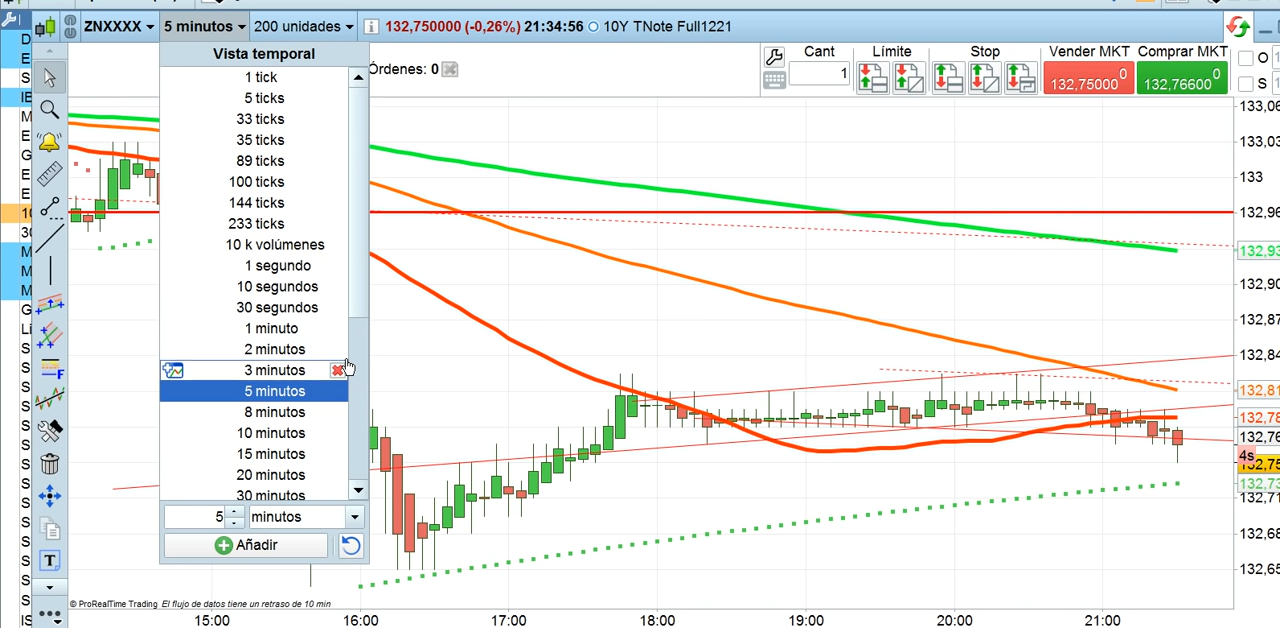 ZNXXXX 5 minutos 200 unidades 132,750000 (-0,26%) 21:34:56 10Y TNote Full1221
Vista temporal
1 tick
5 ticks
33 ticks
35 ticks
89 ticks
100 ticks
144 ticks
233 ticks
10 k volúmenes
1 segundo
10 segundos
30 segundos
1 minuto
2 minutos
3 minutos
5 minutos
8 minutos
10 minutos
15 minutos
20 minutos
30 minutos
5 minutos
Añadir
Órdenes: 0
Cant Límite Stop Vender MKT Comprar MKT
1 132,75000 0 132,76600 0
O
S
133,06
133,03
133
132,96
132,93
132,90
132,87
132,84
132,81
132,78
132,76
4s
132,75
132,73
132,71
132,68
132,65
© ProRealTime Trading El flujo de datos tiene un retraso de 10 min
15:00 16:00 17:00 18:00 19:00 20:00 21:00